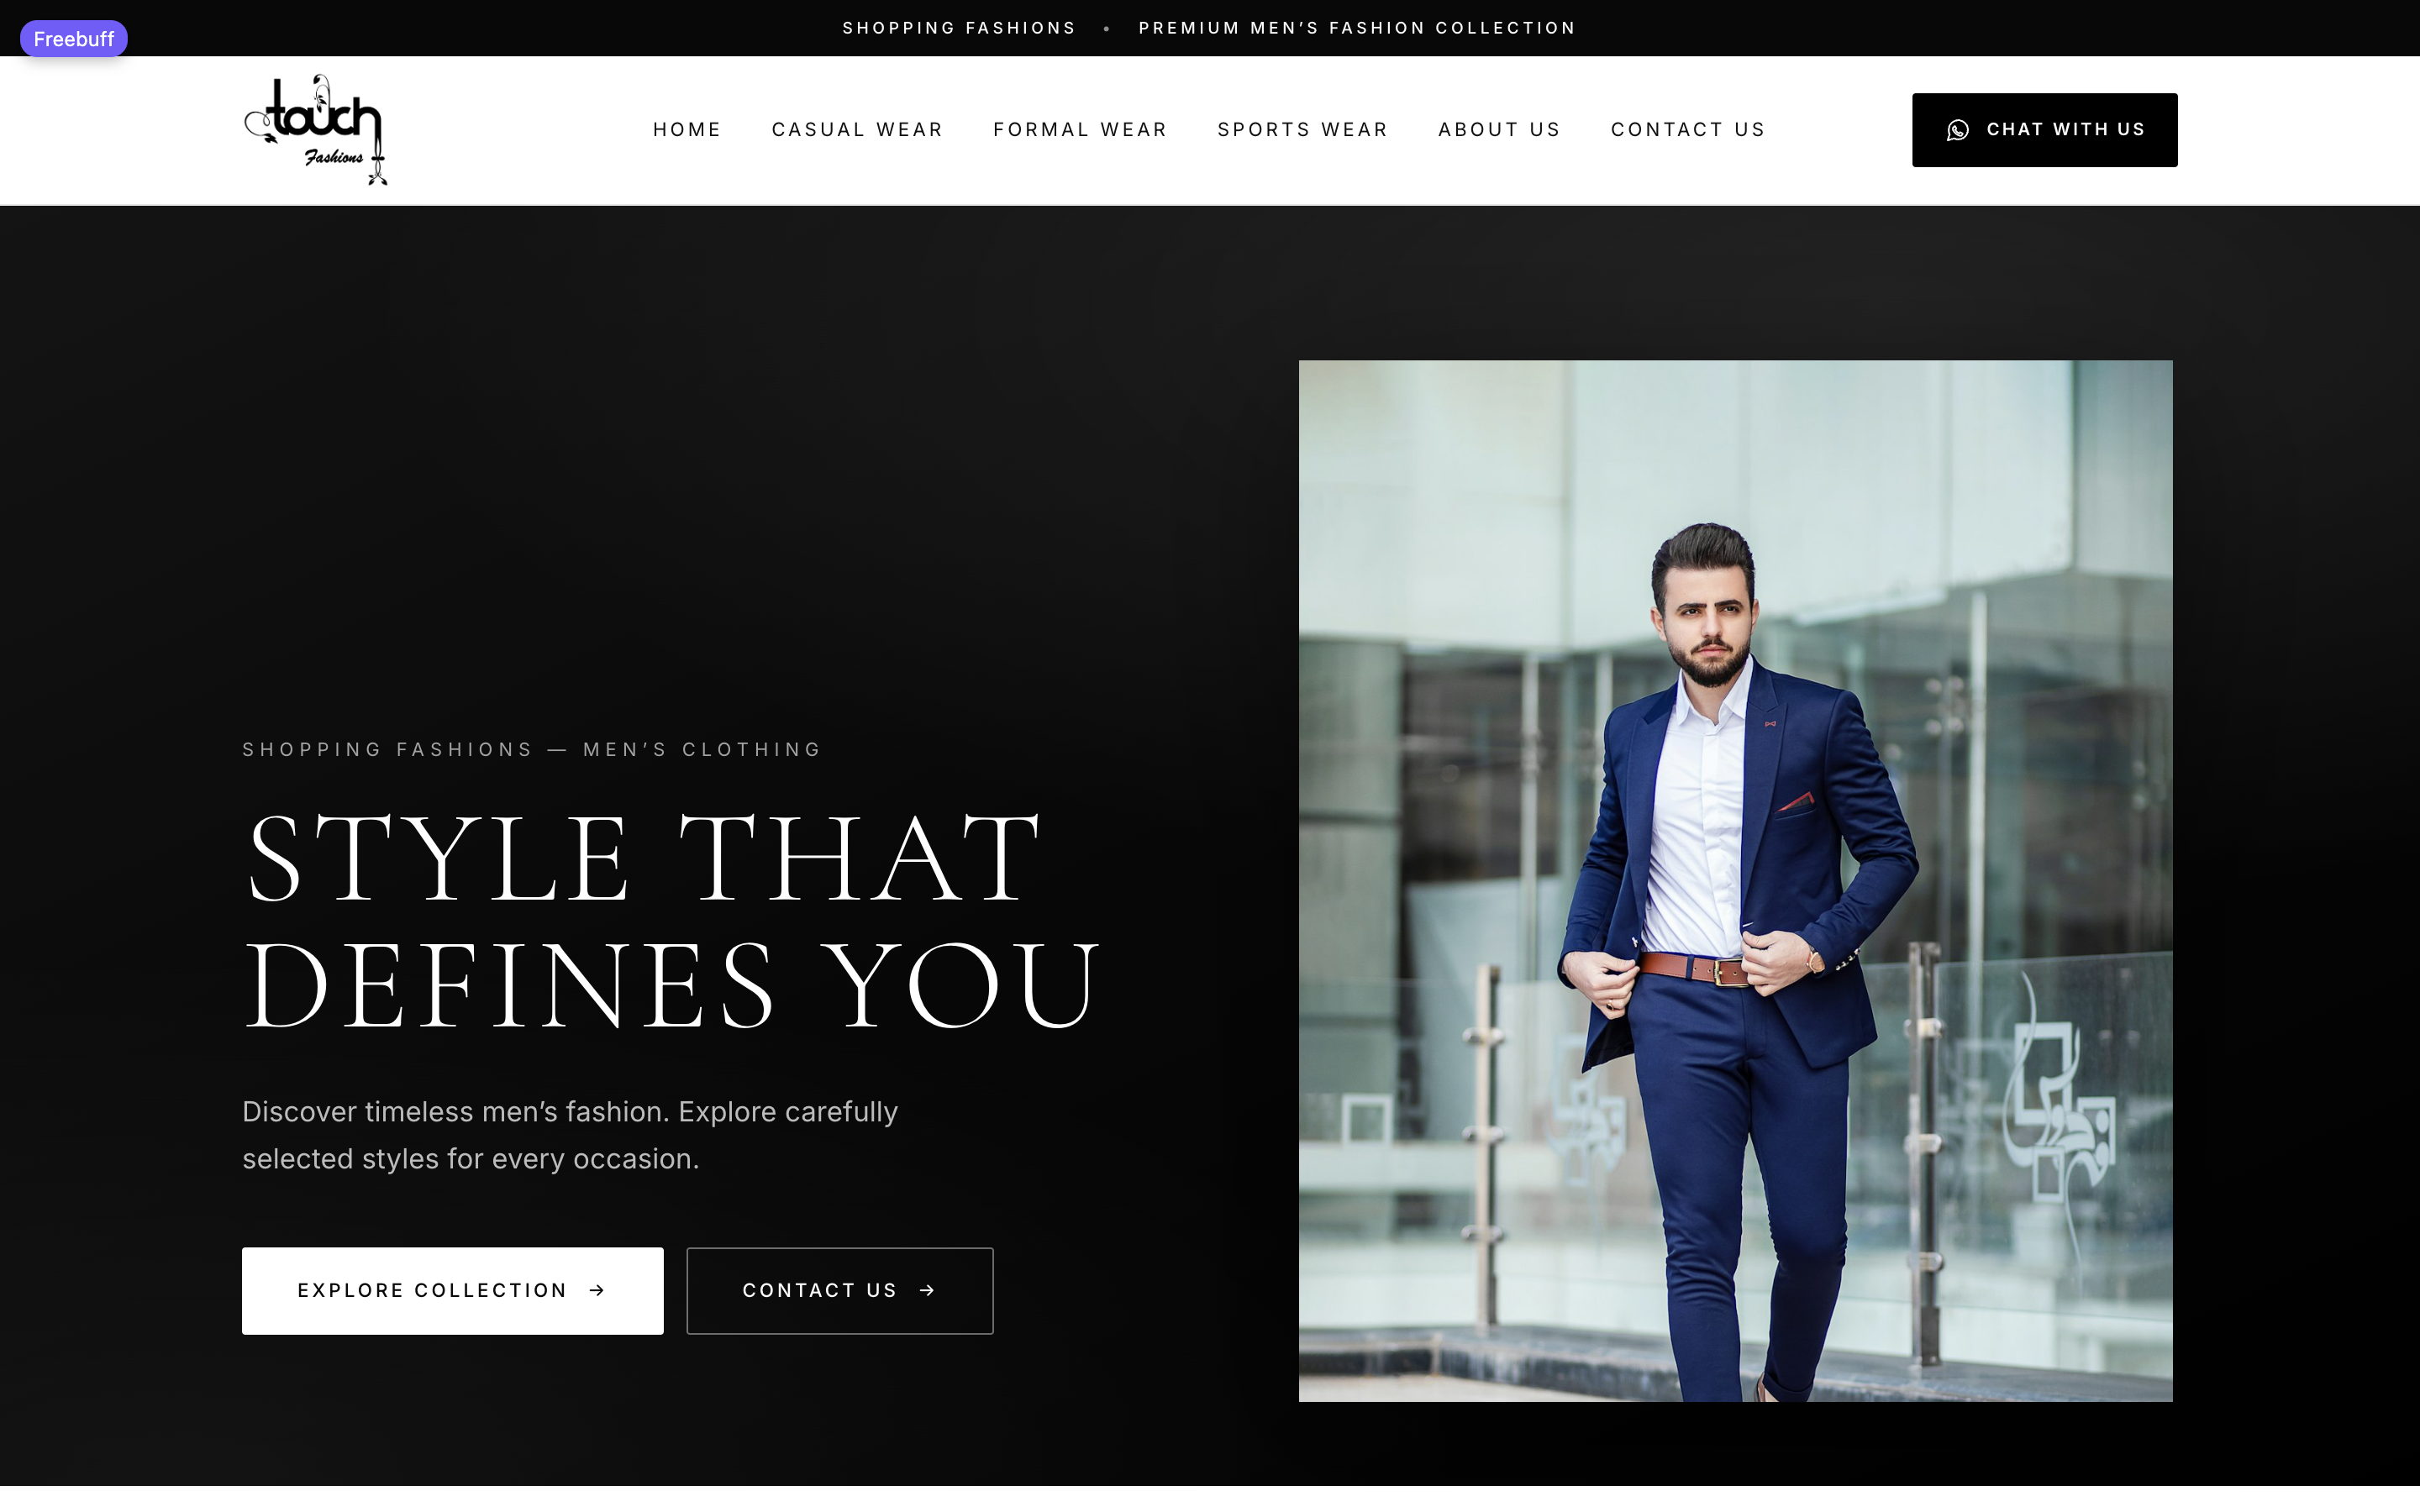 SHOPPING FASHIONS • PREMIUM MEN’S FASHION COLLECTION
Freebuff
touch
Fashions
HOME CASUAL WEAR FORMAL WEAR SPORTS WEAR ABOUT US CONTACT US
CHAT WITH US
SHOPPING FASHIONS — MEN’S CLOTHING
STYLE THAT
DEFINES YOU
Discover timeless men’s fashion. Explore carefully
selected styles for every occasion.
EXPLORE COLLECTION →
CONTACT US →